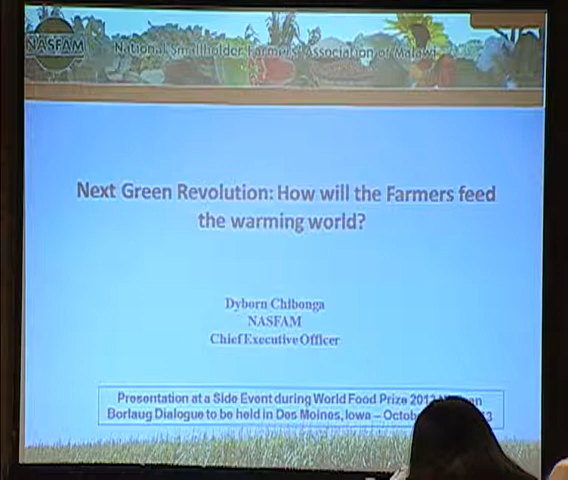 NASFAM
National Smallholder Farmers' Association of Malawi
Next Green Revolution: How will the Farmers feed
the warming world?
Dyborn Chibonga
NASFAM
Chief Executive Officer
Presentation at a Side Event during World Food Prize
Borlaug Dialogue to be held in Des Moines, Iowa –